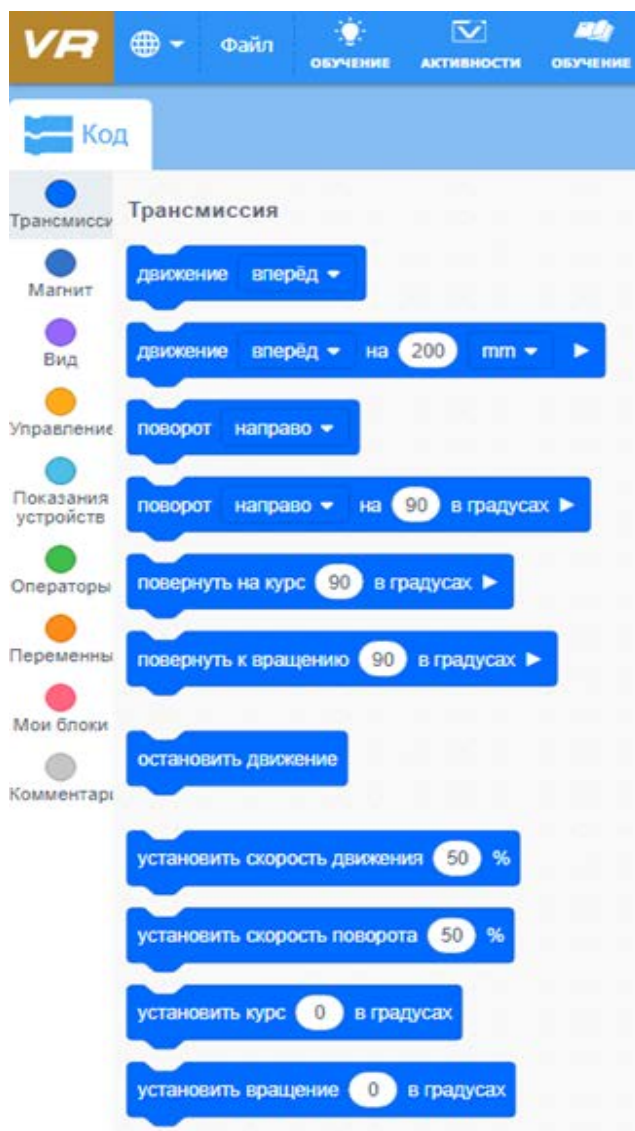 VR Файл ОБУЧЕНИЕ АКТИВНОСТИ ОБУЧЕНИЕ
Код
Трансмисси
Магнит
Вид
Управление
Показания
устройств
Операторы
Переменны
Мои блоки
Комментари
Трансмиссия
движение вперёд
движение вперёд на 200 mm
поворот направо
поворот направо на 90 в градусах
повернуть на курс 90 в градусах
повернуть к вращению 90 в градусах
остановить движение
установить скорость движения 50 %
установить скорость поворота 50 %
установить курс 0 в градусах
установить вращение 0 в градусах